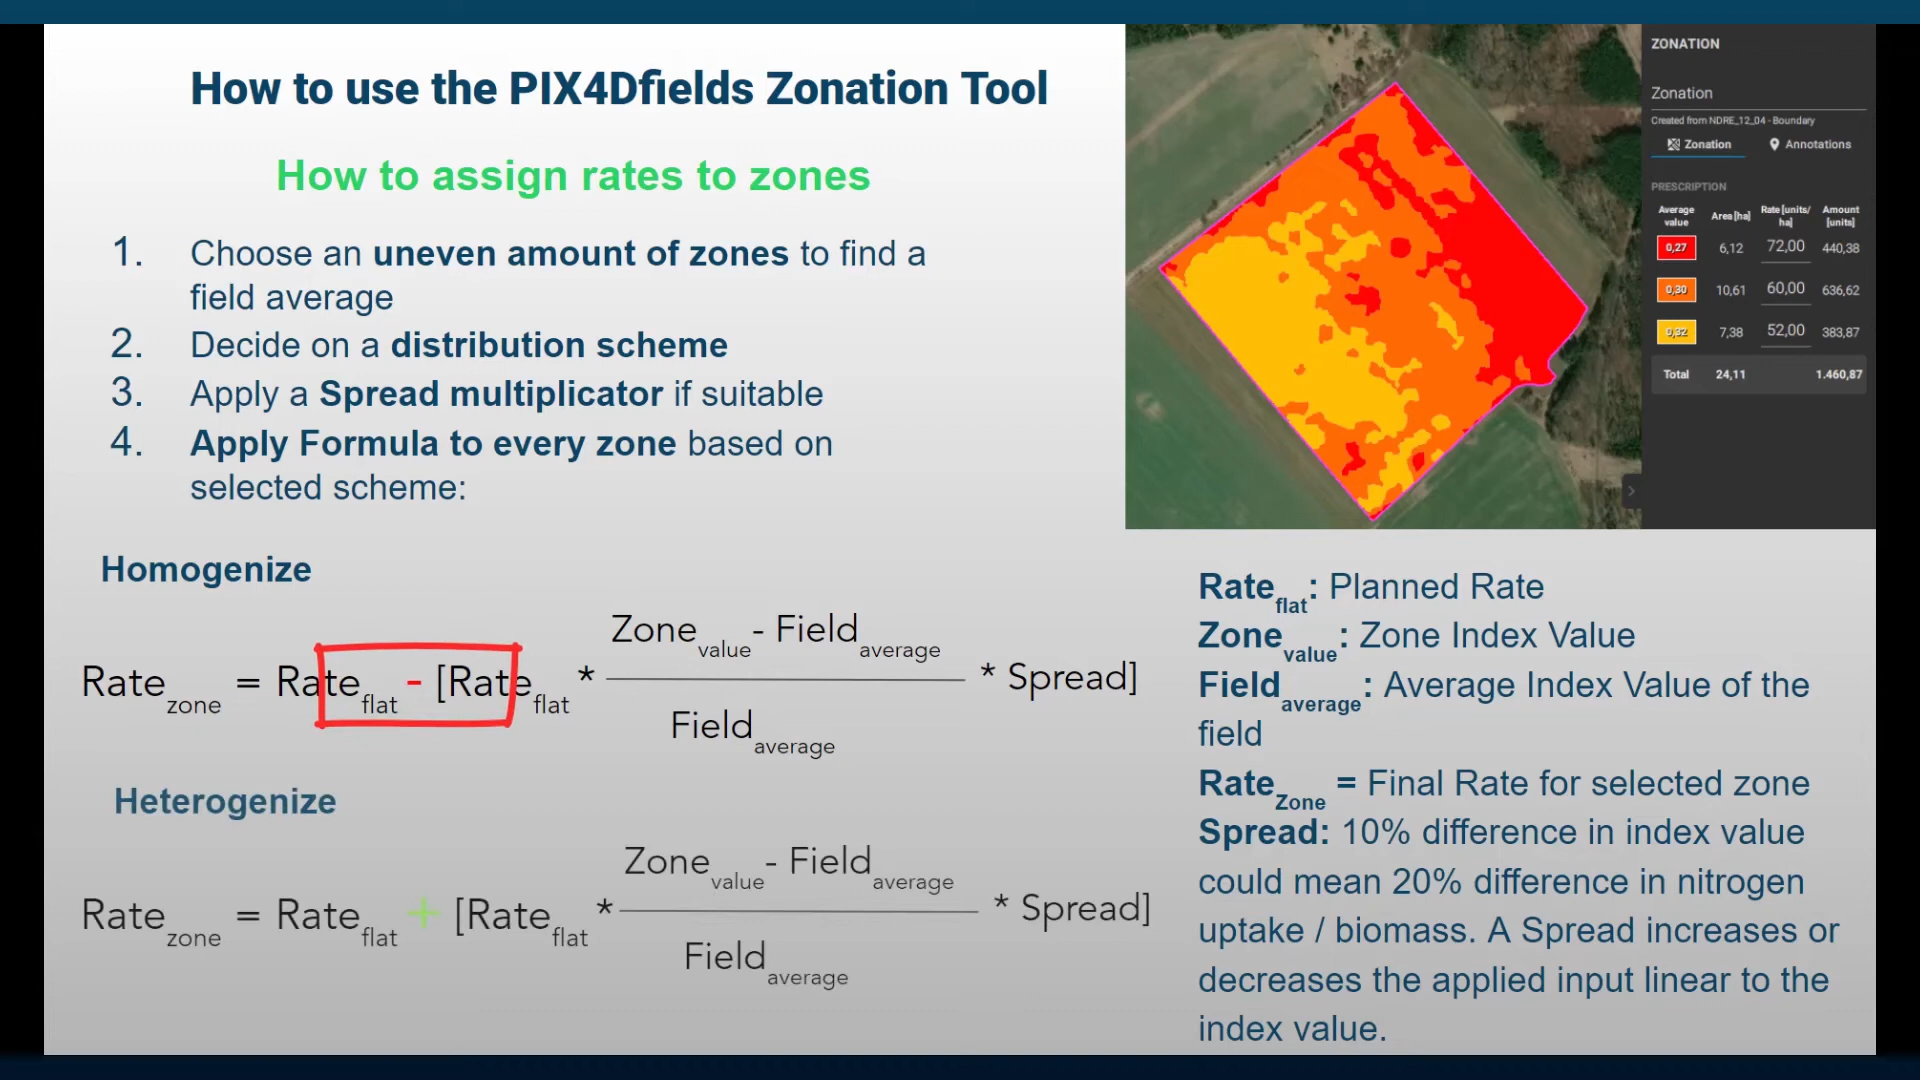 How to use the PIX4Dfields Zonation Tool
How to assign rates to zones
1. Choose an uneven amount of zones to find a
field average
2. Decide on a distribution scheme
3. Apply a Spread multiplicator if suitable
4. Apply Formula to every zone based on
selected scheme:
Homogenize
Rate zone = Rate flat - [Rate flat * Zone value - Field average / Field average * Spread]
Heterogenize
Rate zone = Rate flat + [Rate flat * Zone value - Field average / Field average * Spread]
ZONATION
Zonation
Created from NDRE_12_04 - Boundary
Zonation Annotations
PRESCRIPTION
Average value Area [ha] Rate [units/ha] Amount [units]
0,27 6,12 72,00 440,38
0,30 10,61 60,00 636,62
0,32 7,38 52,00 383,87
Total 24,11 1.460,87
Rate flat: Planned Rate
Zone value: Zone Index Value
Field average: Average Index Value of the
field
Rate Zone = Final Rate for selected zone
Spread: 10% difference in index value
could mean 20% difference in nitrogen
uptake / biomass. A Spread increases or
decreases the applied input linear to the
index value.